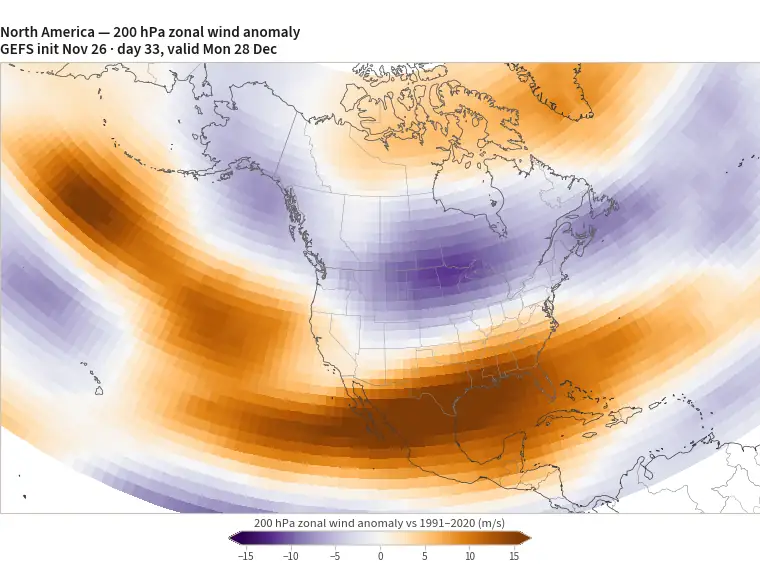 North America — 200 hPa zonal wind anomaly
GEFS init Nov 26 · day 33, valid Mon 28 Dec
200 hPa zonal wind anomaly vs 1991–2020 (m/s)
−15 −10 −5 0 5 10 15